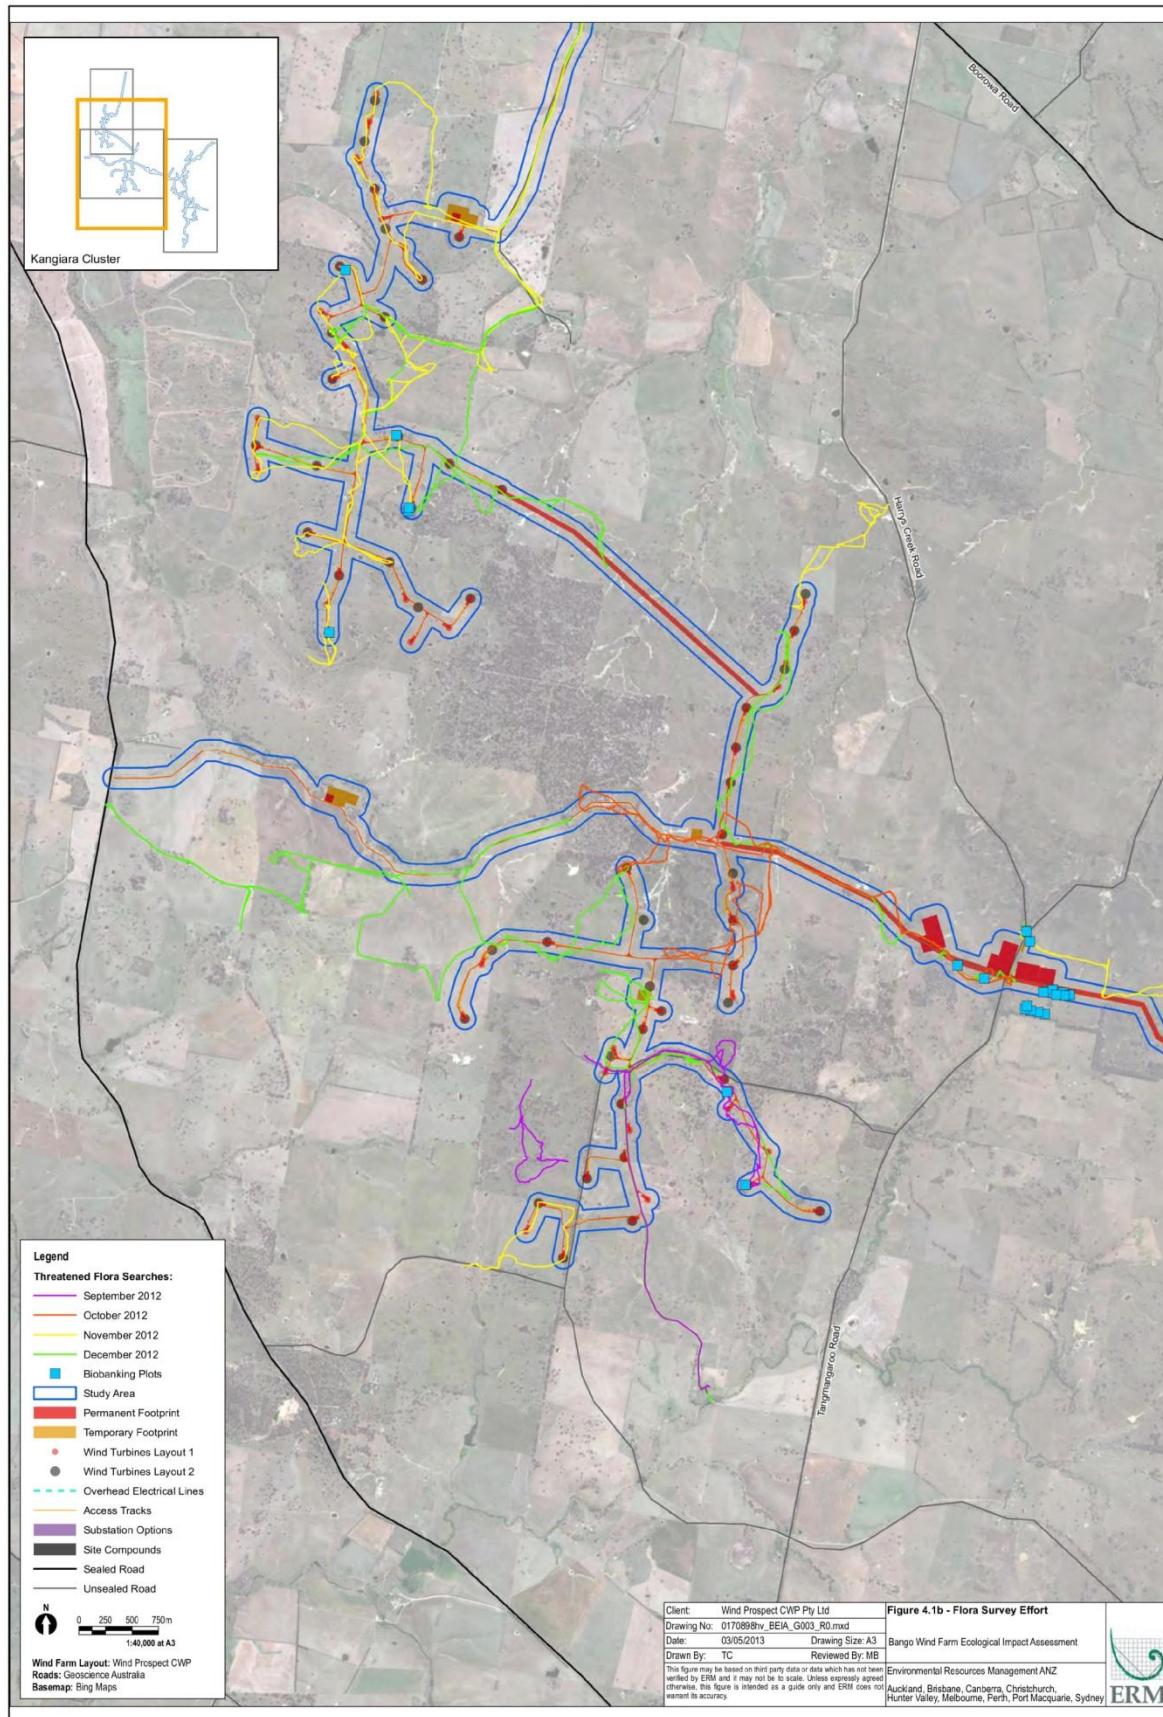 Boorowa Road
Kangiara Cluster
Harrys Creek Road
Tangmangaroo Road
Legend
Threatened Flora Searches:
September 2012
October 2012
November 2012
December 2012
Biobanking Plots
Study Area
Permanent Footprint
Temporary Footprint
Wind Turbines Layout 1
Wind Turbines Layout 2
Overhead Electrical Lines
Access Tracks
Substation Options
Site Compounds
Sealed Road
Unsealed Road
N
0 250 500 750m
1:40,000 at A3
Wind Farm Layout: Wind Prospect CWP
Roads: Geoscience Australia
Basemap: Bing Maps
Client: Wind Prospect CWP Pty Ltd
Drawing No: 0170898hv_BEIA_G003_R0.mxd
Date: 03/05/2013 Drawing Size: A3
Drawn By: TC Reviewed By: MB
This figure may be based on third party data or data which has not been
verified by ERM and it may not be to scale. Unless expressly agreed
otherwise, this figure is intended as a guide only and ERM does not
warrant its accuracy.
Figure 4.1b - Flora Survey Effort
Bango Wind Farm Ecological Impact Assessment
Environmental Resources Management ANZ
Auckland, Brisbane, Canberra, Christchurch,
Hunter Valley, Melbourne, Perth, Port Macquarie, Sydney
ERM